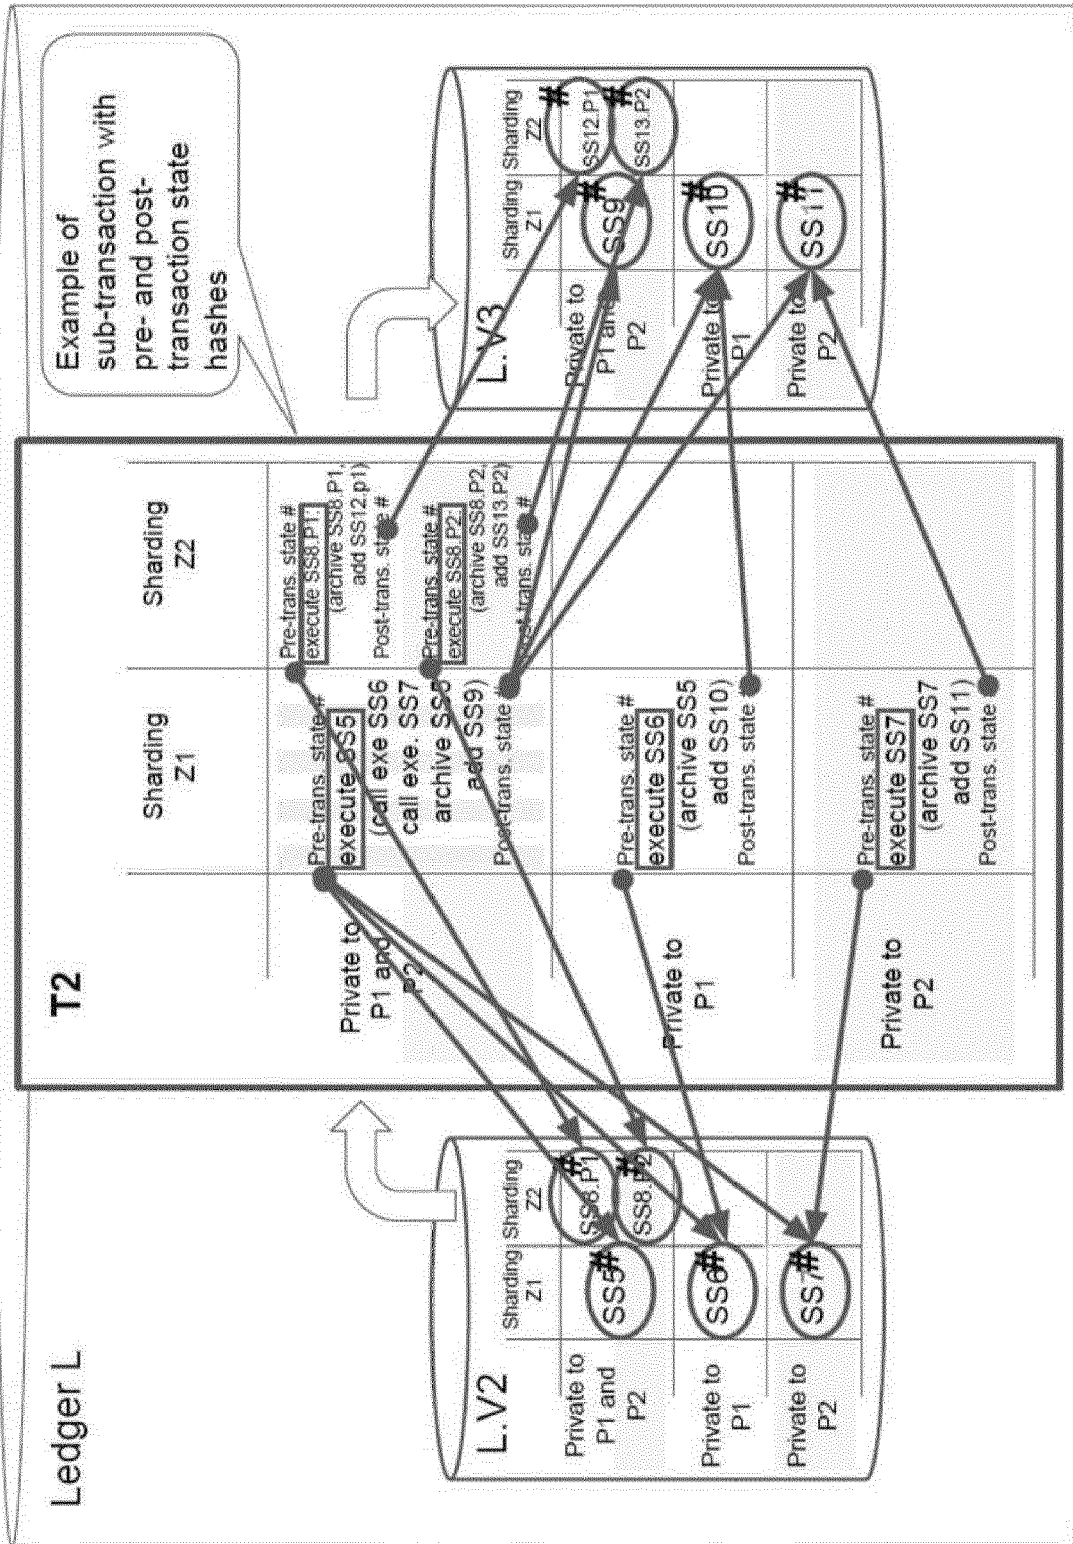 Ledger L
L.V2
Sharding
Z1
Sharding
Z2
Private to
P1 and
P2
SS5
#
SS8.P1
#
SS8.P2
#
Private to
P1
SS6
#
Private to
P2
SS7
#
T2
Sharding
Z1
Sharding
Z2
Private to
P1 and
P2
Pre-trans. state #
execute SS5
(call exe SS6
call exe. SS7
archive
add SS9)
Post-trans. state #
Pre-trans. state #
execute SS8.P1:
(archive SS8.P1,
add SS12.p1)
Post-trans. state #
Pre-trans. state #
execute SS8.P2:
(archive SS8.P2,
add SS13.P2)
Post-trans. state #
Private to
P1
Pre-trans. state #
execute SS6
(archive SS5
add SS10)
Post-trans. state #
Private to
P2
Pre-trans. state #
execute SS7
(archive SS7
add SS11)
Post-trans. state #
Example of
sub-transaction with
pre- and post-
transaction state
hashes
L.V3
Sharding
Z1
Sharding
Z2
Private to
P1 and
P2
SS9
#
SS12.P1
#
SS13.P2
#
Private to
P1
SS10
#
Private to
P2
SS11
#